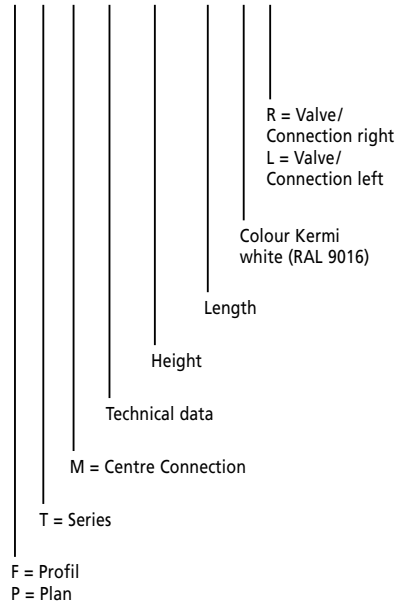 R = Valve/
Connection right
L = Valve/
Connection left
Colour Kermi
white (RAL 9016)
Length
Height
Technical data
M = Centre Connection
T = Series
F = Profil
P = Plan